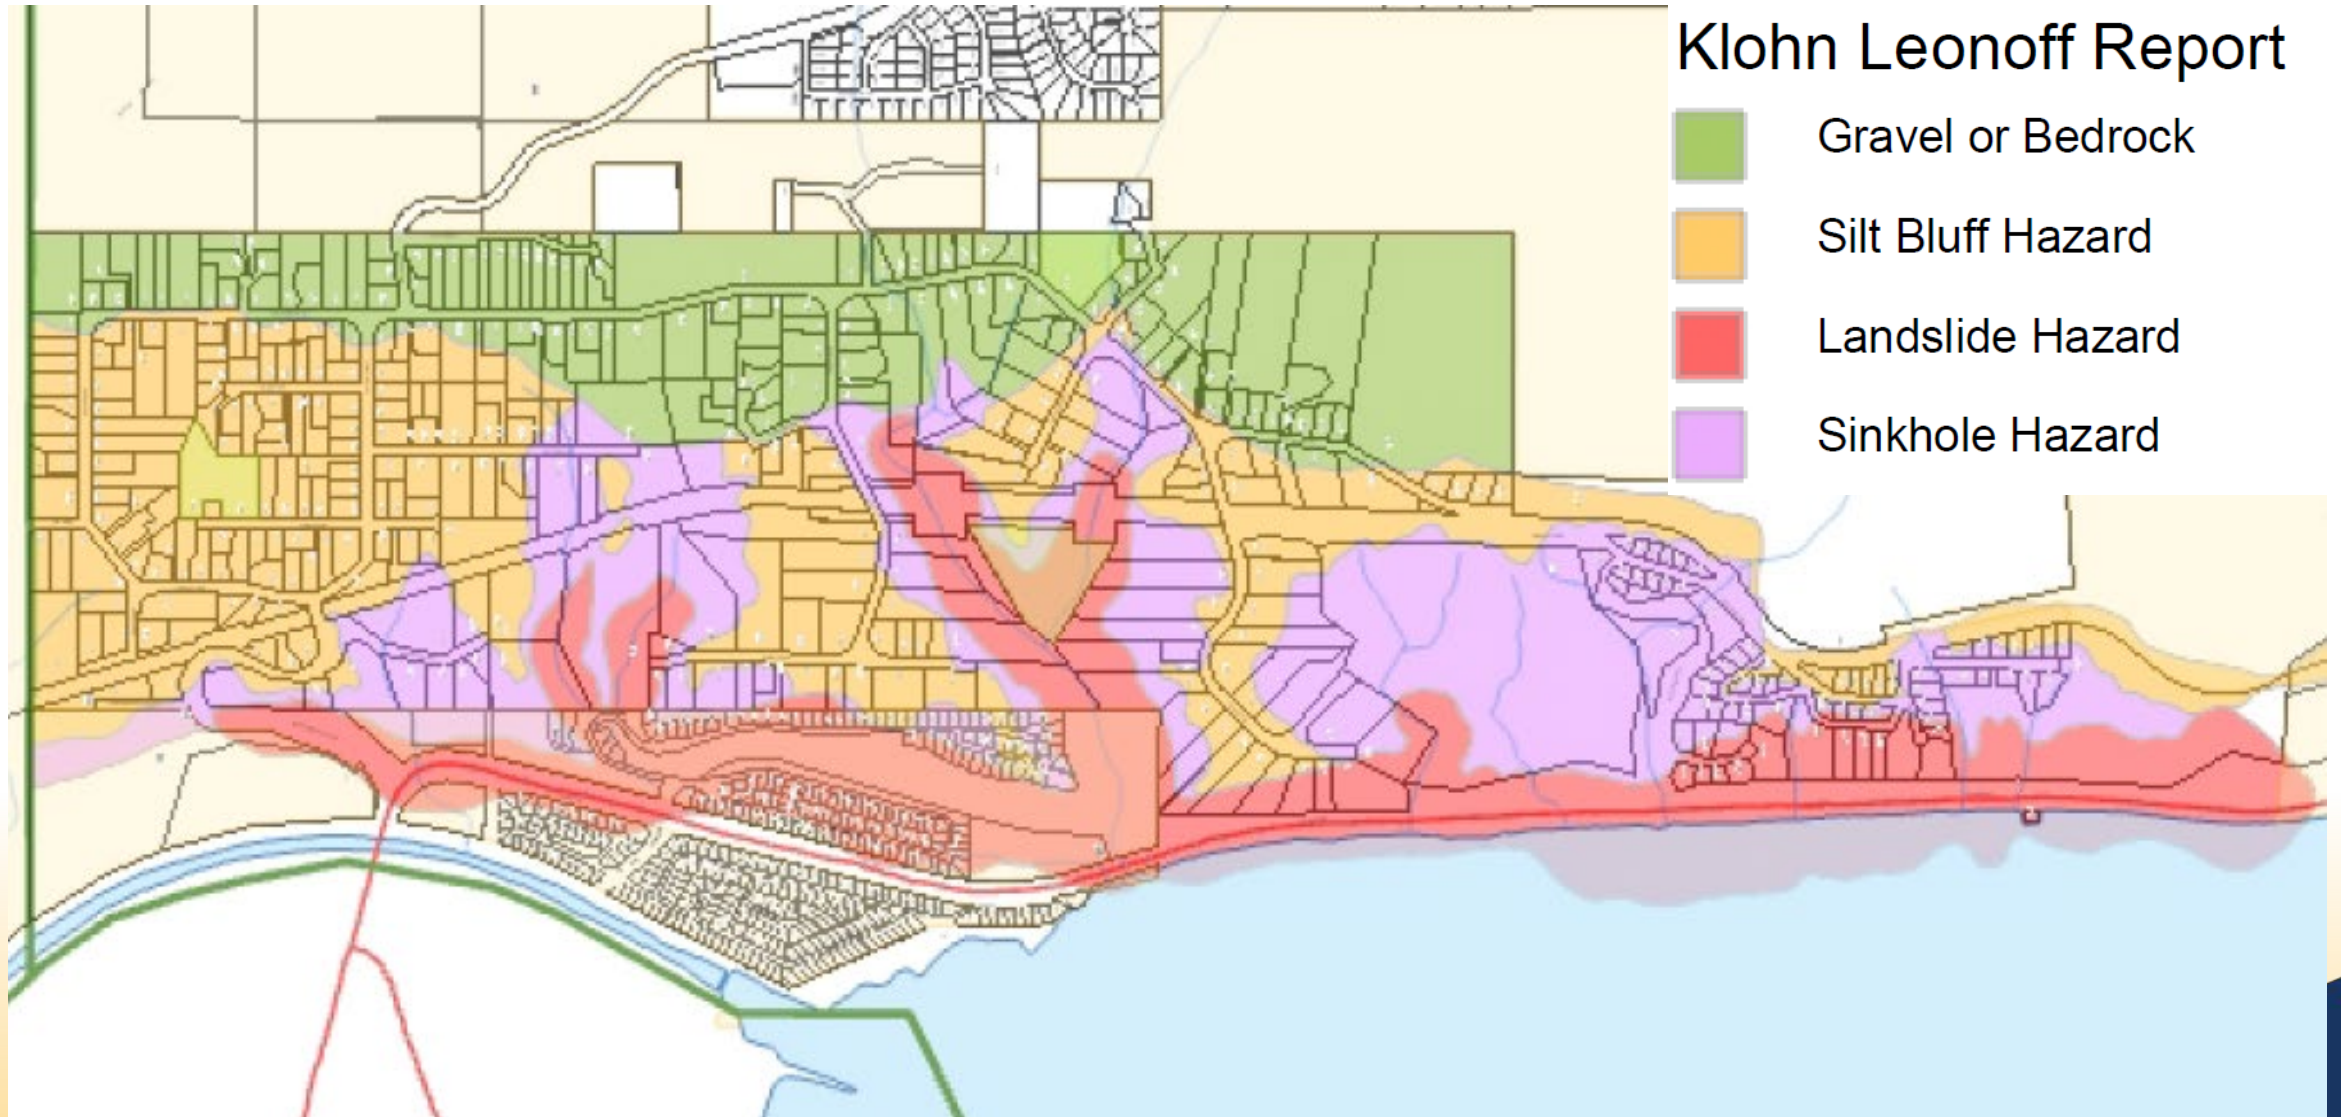 Klohn Leonoff Report
Gravel or Bedrock
Silt Bluff Hazard
Landslide Hazard
Sinkhole Hazard